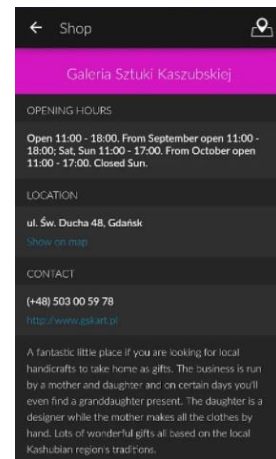 Shop
Galeria Sztuki Kaszubskiej
OPENING HOURS
Open 11:00 - 18:00. From September open 11:00 -
18:00; Sat, Sun 11:00 - 17:00. From October open
11:00 - 17:00. Closed Sun.
LOCATION
ul. Św. Ducha 48, Gdańsk
Show on map
CONTACT
(+48) 503 00 59 78
http://www.gskart.pl
A fantastic little place if you are looking for local
handicrafts to take home as gifts. The business is run
by a mother and daughter and on certain days you'll
even find a granddaughter present. The daughter is a
designer while the mother makes all the clothes by
hand. Lots of wonderful gifts all based on the local
Kashubian region's traditions.